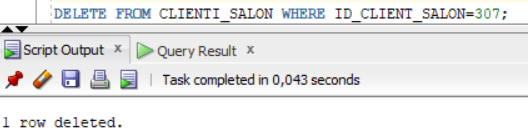 DELETE FROM CLIENTI_SALON WHERE ID_CLIENT_SALON=307;
Script Output x Query Result x
Task completed in 0,043 seconds
1 row deleted.